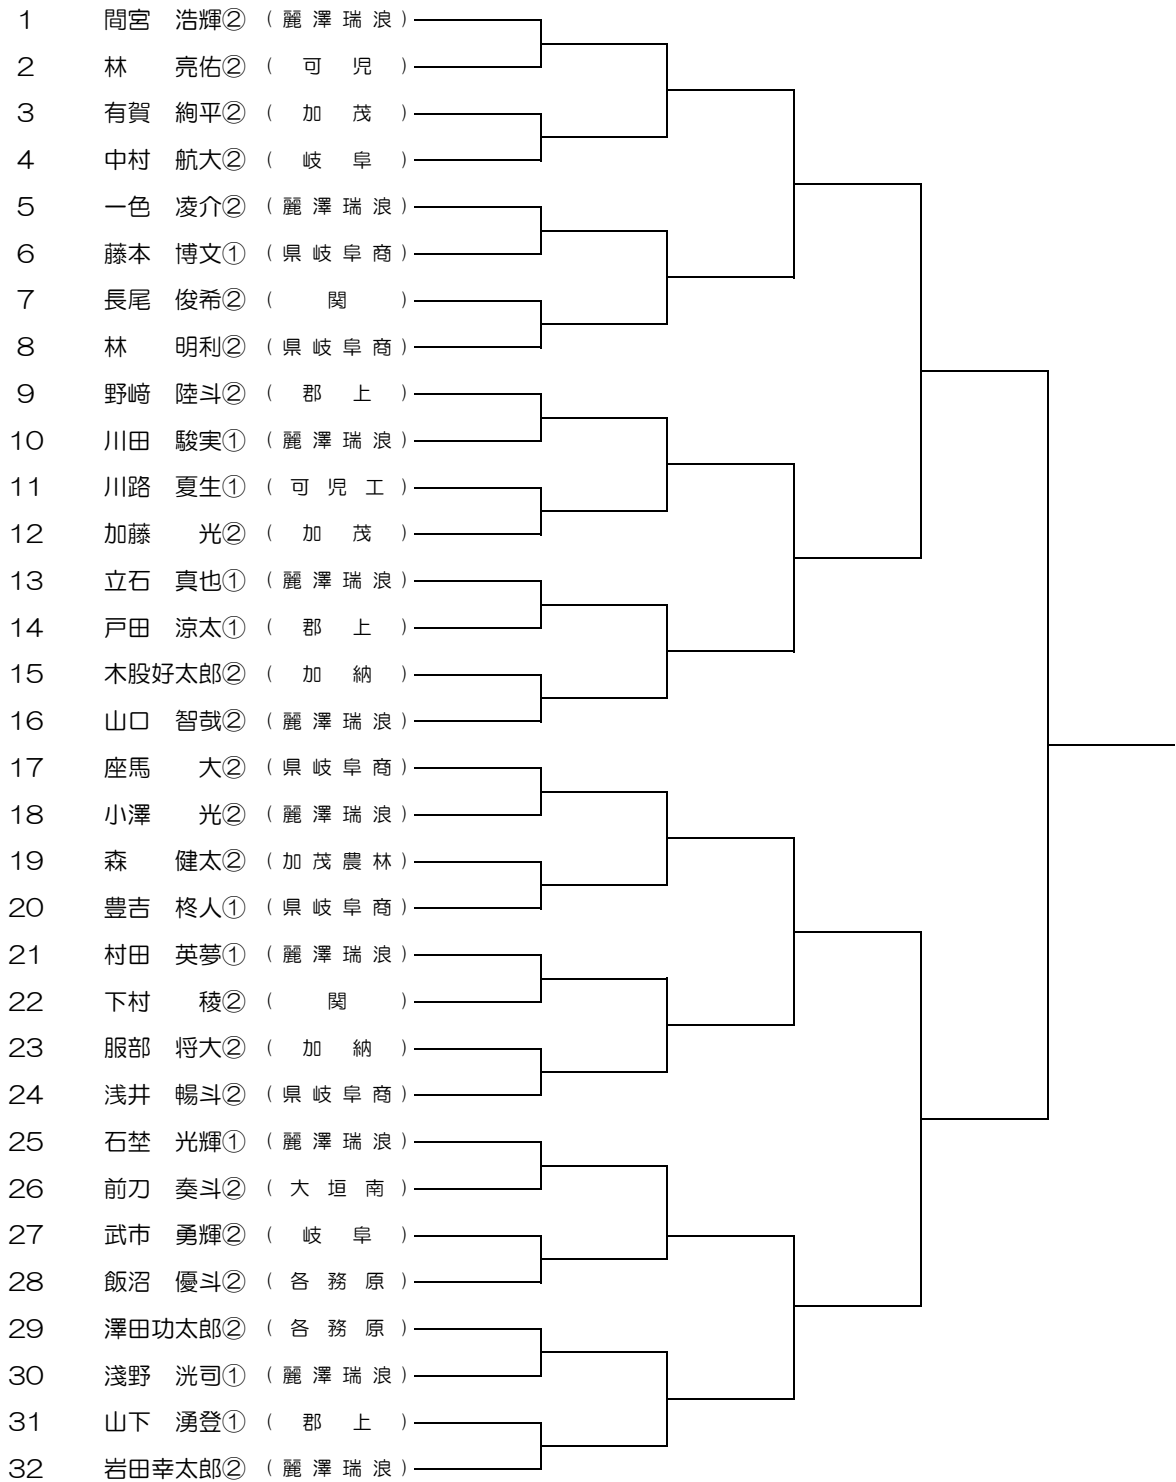 1 間宮 浩輝② (麗澤瑞浪)
2 林 亮佑② (可児)
3 有賀 絢平② (加茂)
4 中村 航大② (岐阜)
5 一色 凌介② (麗澤瑞浪)
6 藤本 博文① (県岐阜商)
7 長尾 俊希② (関)
8 林 明利② (県岐阜商)
9 野﨑 陸斗② (郡上)
10 川田 駿実① (麗澤瑞浪)
11 川路 夏生① (可児工)
12 加藤 光② (加茂)
13 立石 真也① (麗澤瑞浪)
14 戸田 涼太① (郡上)
15 木股好太郎② (加納)
16 山口 智哉② (麗澤瑞浪)
17 座馬 大② (県岐阜商)
18 小澤 光② (麗澤瑞浪)
19 森 健太② (加茂農林)
20 豊吉 柊人① (県岐阜商)
21 村田 英夢① (麗澤瑞浪)
22 下村 稜② (関)
23 服部 将大② (加納)
24 浅井 暢斗② (県岐阜商)
25 石埜 光輝① (麗澤瑞浪)
26 前刀 奏斗② (大垣南)
27 武市 勇輝② (岐阜)
28 飯沼 優斗② (各務原)
29 澤田功太郎② (各務原)
30 淺野 洸司① (麗澤瑞浪)
31 山下 湧登① (郡上)
32 岩田幸太郎② (麗澤瑞浪)